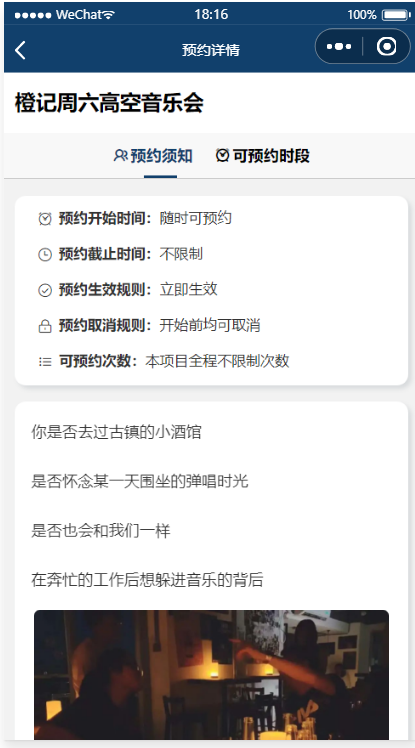 WeChat
18:16
100%
预约详情
橙记周六高空音乐会
预约须知
可预约时段
预约开始时间：随时可预约
预约截止时间：不限制
预约生效规则：立即生效
预约取消规则：开始前均可取消
可预约次数：本项目全程不限制次数
你是否去过古镇的小酒馆
是否怀念某一天围坐的弹唱时光
是否也会和我们一样
在奔忙的工作后想躲进音乐的背后